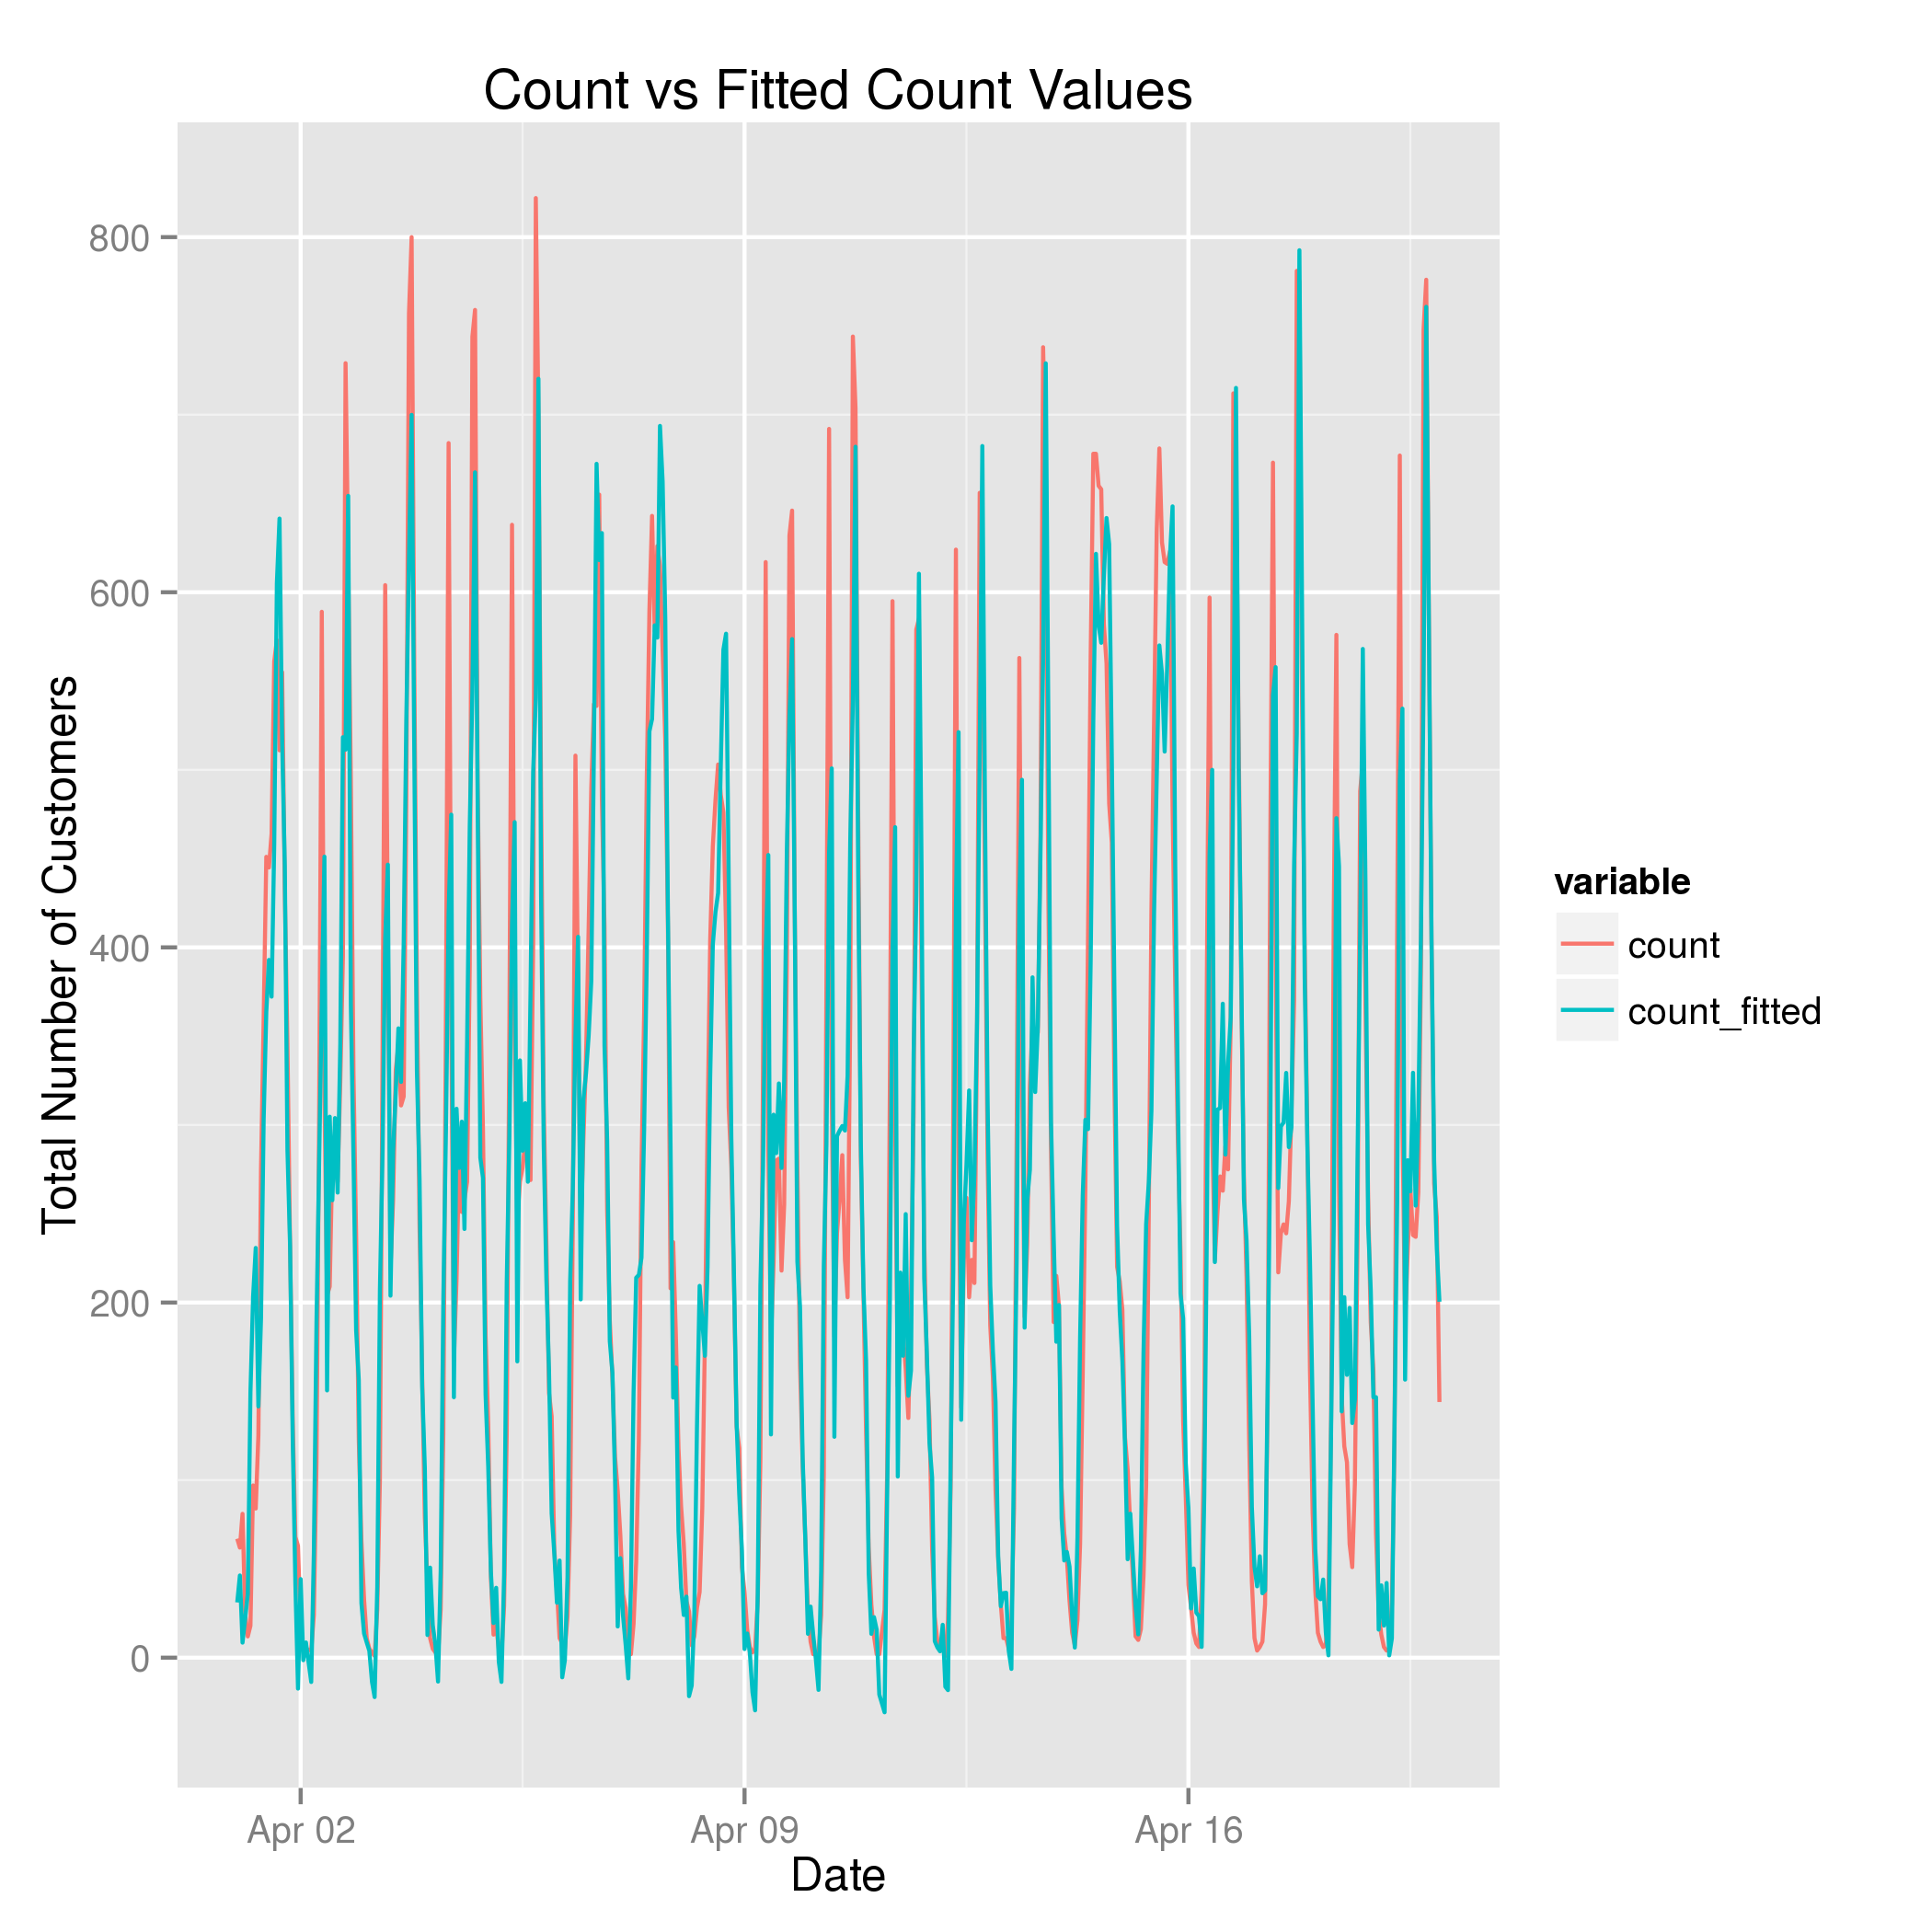 Count vs Fitted Count Values
Total Number of Customers
800
600
400
200
0
Apr 02
Apr 09
Apr 16
Date
variable
count
count_fitted